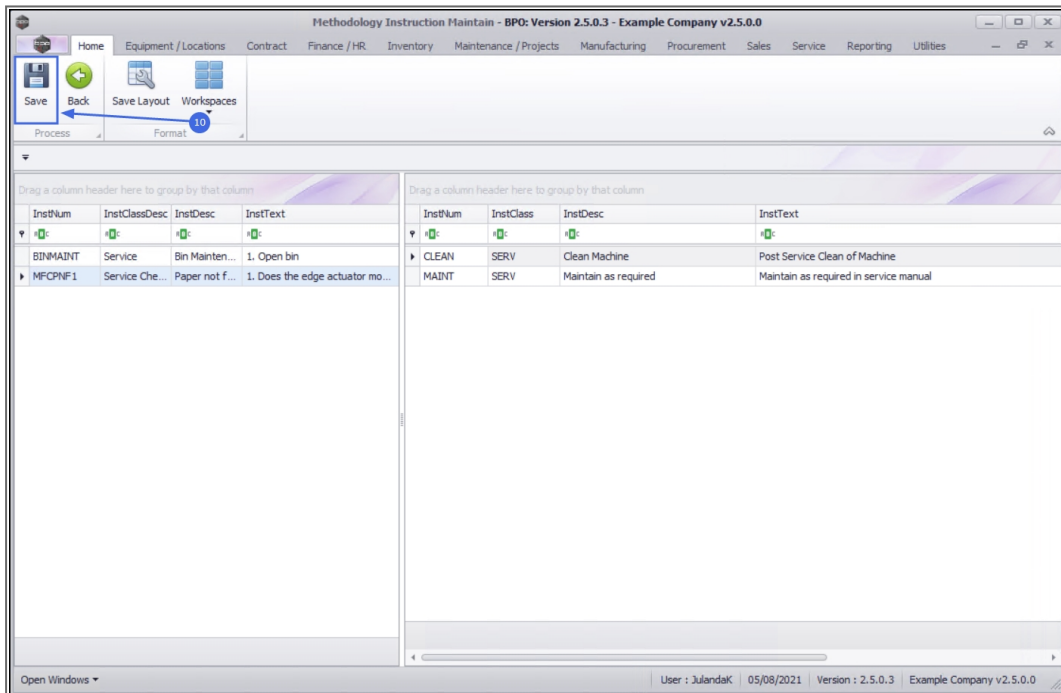 Methodology Instruction Maintain - BPO: Version 2.5.0.3 - Example Company v2.5.0.0
Home Equipment / Locations Contract Finance / HR Inventory Maintenance / Projects Manufacturing Procurement Sales Service Reporting Utilities
Save Back Save Layout Workspaces
10
Process Format
Drag a column header here to group by that column Drag a column header here to group by that column
InstNum InstClassDesc InstDesc InstText InstNum InstClass InstDesc InstText
BINMAINT Service Bin Mainten... 1. Open bin CLEAN SERV Clean Machine Post Service Clean of Machine
MFCPNF1 Service Che... Paper not f... 1. Does the edge actuator mo... MAINT SERV Maintain as required Maintain as required in service manual
Open Windows User : JulandaK 05/08/2021 Version : 2.5.0.3 Example Company v2.5.0.0